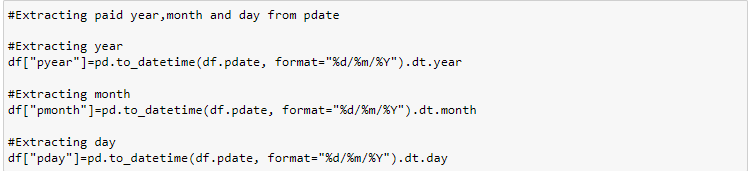 #Extracting paid year,month and day from pdate
#Extracting year
df["pyear"]=pd.to_datetime(df.pdate, format="%d/%m/%Y").dt.year
#Extracting month
df["pmonth"]=pd.to_datetime(df.pdate, format="%d/%m/%Y").dt.month
#Extracting day
df["pday"]=pd.to_datetime(df.pdate, format="%d/%m/%Y").dt.day